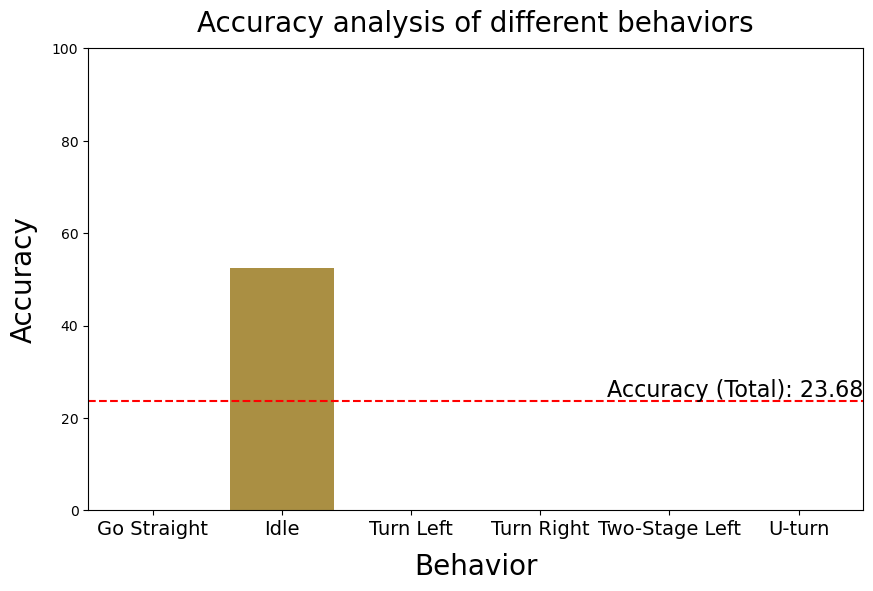 Accuracy analysis of different behaviors
100
80
60
40
20
0
Accuracy
Accuracy (Total): 23.68
Go Straight Idle Turn Left Turn Right Two-Stage Left U-turn
Behavior